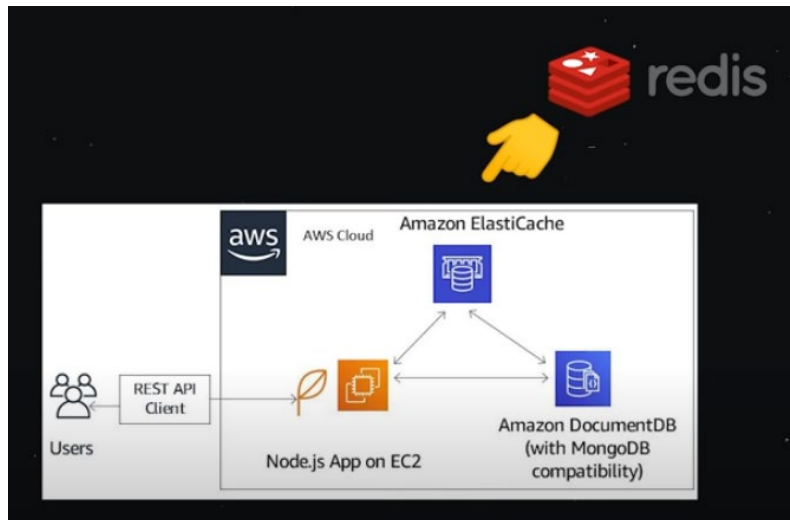 redis
Amazon ElastiCache
aws
AWS Cloud
REST API
Client
Users
Node.js App on EC2
Amazon DocumentDB
(with MongoDB
compatibility)